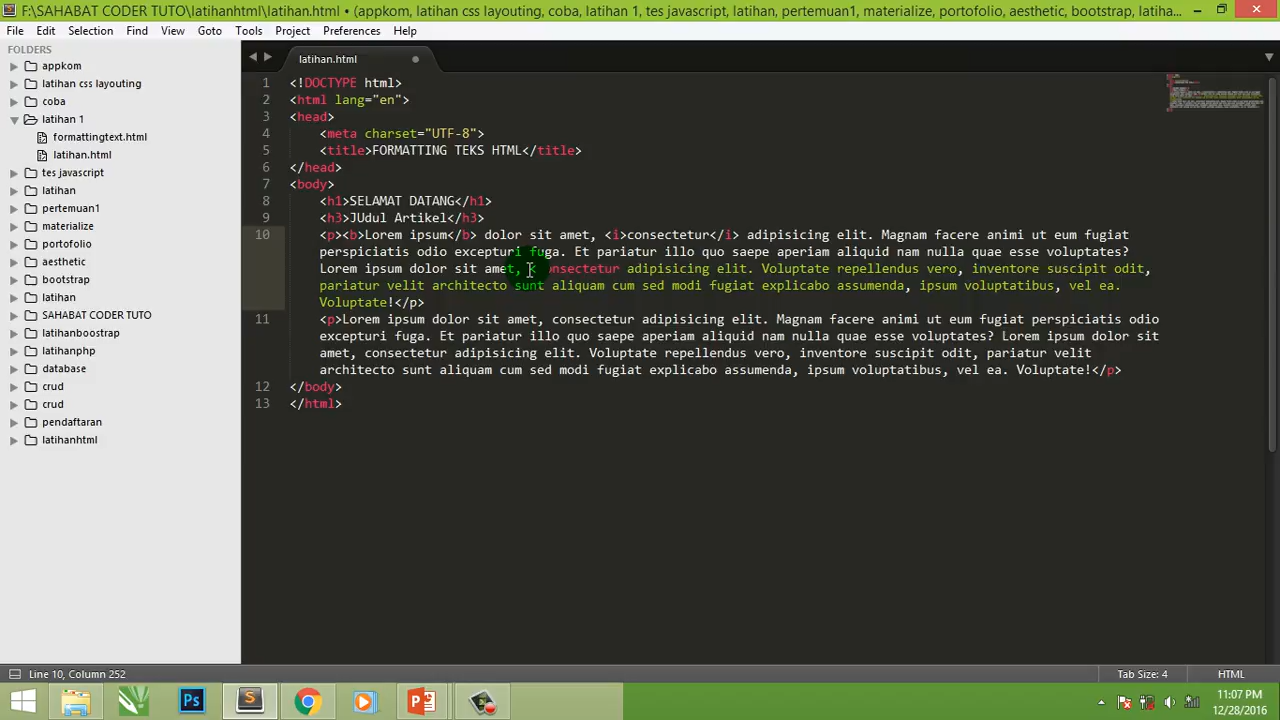 F:\SAHABAT CODER TUTO\latihanhtml\latihan.html • (appkom, latihan css layouting, coba, latihan 1, tes javascript, latihan, pertemuan1, materialize, portofolio, aesthetic, bootstrap, latiha...
File Edit Selection Find View Goto Tools Project Preferences Help
FOLDERS
appkom
latihan css layouting
coba
latihan 1
formattingtext.html
latihan.html
tes javascript
latihan
pertemuan1
materialize
portofolio
aesthetic
bootstrap
latihan
SAHABAT CODER TUTO
latihanboostrap
latihanphp
database
crud
crud
pendaftaran
latihanhtml
latihan.html
1 <!DOCTYPE html>
2 <html lang="en">
3 <head>
4 <meta charset="UTF-8">
5 <title>FORMATTING TEKS HTML</title>
6 </head>
7 <body>
8 <h1>SELAMAT DATANG</h1>
9 <h3>JUdul Artikel</h3>
10 <p><b>Lorem ipsum</b> dolor sit amet, <i>consectetur</i> adipisicing elit. Magnam facere animi ut eum fugiat
perspiciatis odio excepturi fuga. Et pariatur illo quo saepe aperiam aliquid nam nulla quae esse voluptates?
Lorem ipsum dolor sit amet, < consectetur adipisicing elit. Voluptate repellendus vero, inventore suscipit odit,
pariatur velit architecto sunt aliquam cum sed modi fugiat explicabo assumenda, ipsum voluptatibus, vel ea.
Voluptate!</p>
11 <p>Lorem ipsum dolor sit amet, consectetur adipisicing elit. Magnam facere animi ut eum fugiat perspiciatis odio
excepturi fuga. Et pariatur illo quo saepe aperiam aliquid nam nulla quae esse voluptates? Lorem ipsum dolor sit
amet, consectetur adipisicing elit. Voluptate repellendus vero, inventore suscipit odit, pariatur velit
architecto sunt aliquam cum sed modi fugiat explicabo assumenda, ipsum voluptatibus, vel ea. Voluptate!</p>
12 </body>
13 </html>
Line 10, Column 252
Tab Size: 4
HTML
Ps
S
P
11:07 PM
12/28/2016